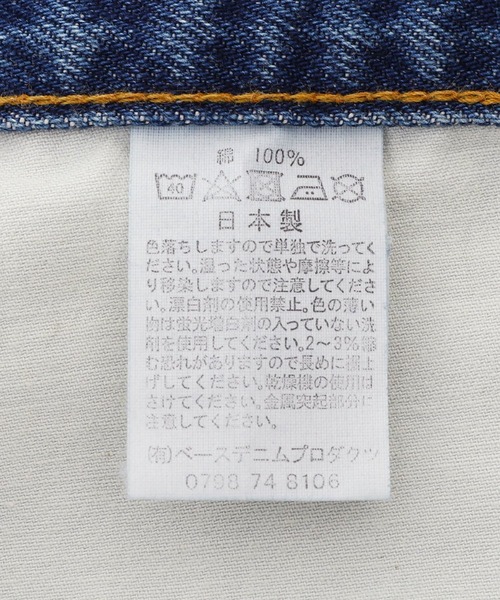 綿 100%
40
日本製
色落ちしますので単独で洗ってく
ださい。湿った状態や摩擦等によ
り移染しますので注意してくださ
い。漂白剤の使用禁止。色の薄い
物は蛍光増白剤の入っていない洗
剤を使用してください。2〜3%縮
む恐れがありますので長めに裾上
げしてください。乾燥機の使用は
さけてください。金属突起部分に
注意してください。
(有)ベースデニムプロダクツ
0798 74 8106